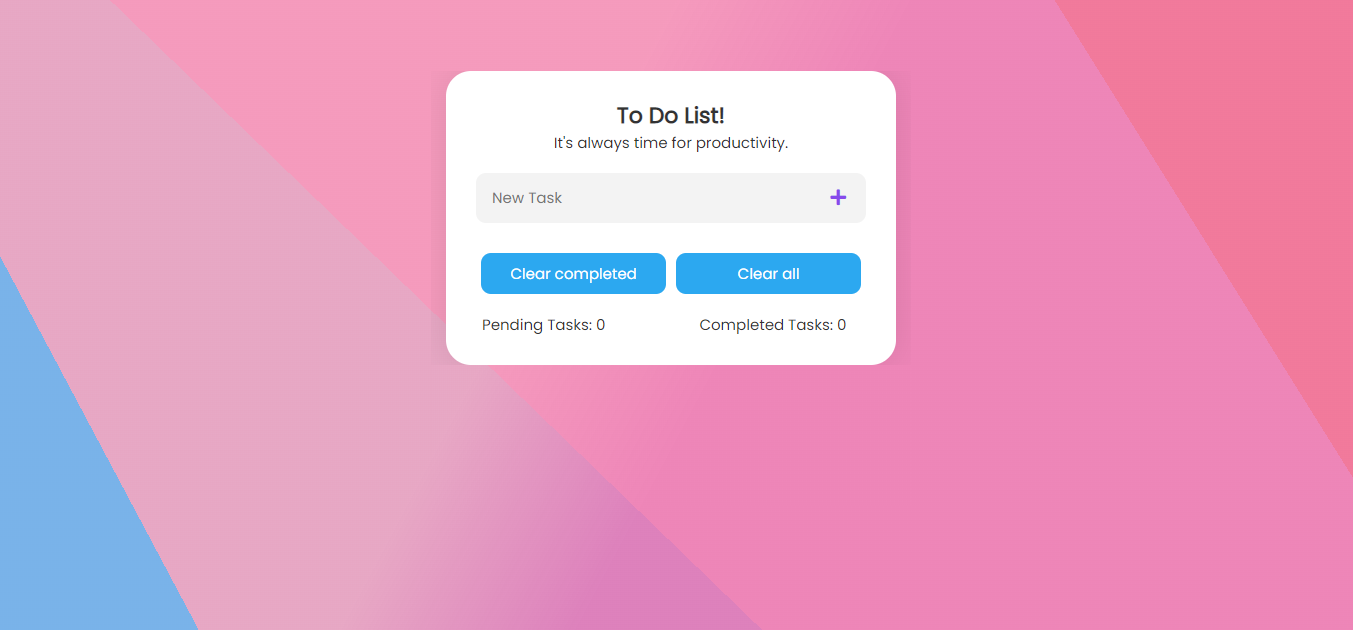 To Do List!
It's always time for productivity.
New Task
Clear completed Clear all
Pending Tasks: 0 Completed Tasks: 0